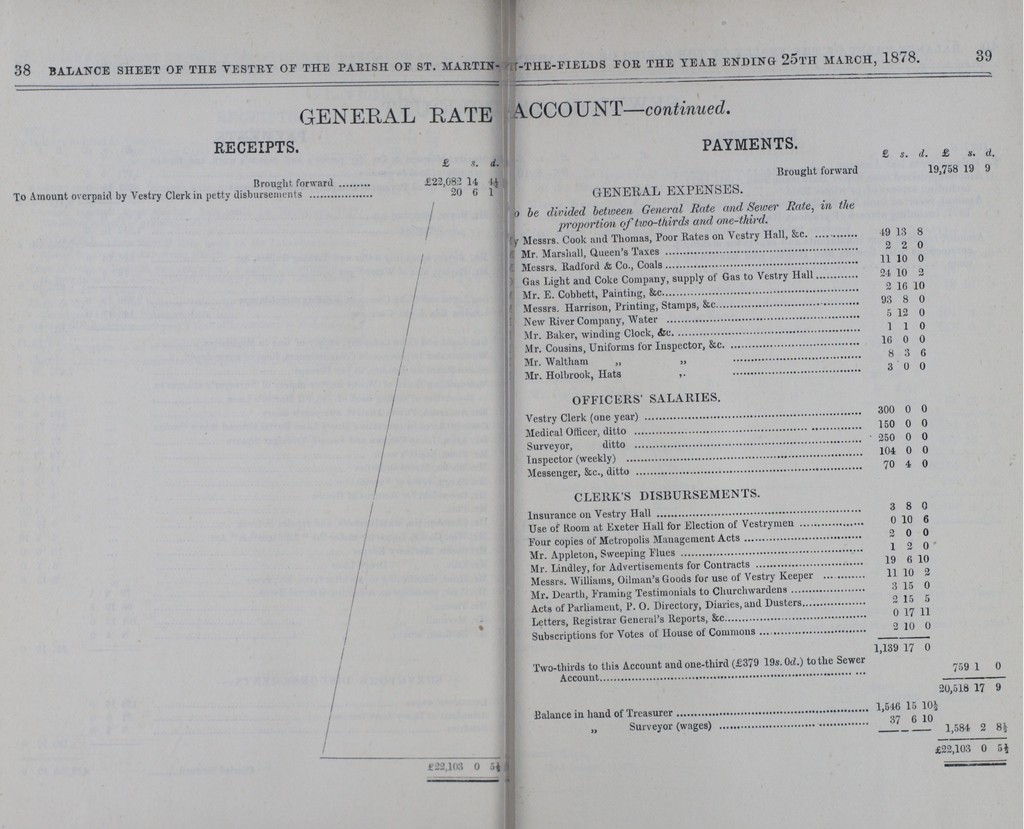 38 BALANCE SHEET OF THE VESTRY OF THE PARISH OF ST. MARTIN-
GENERAL RATE
RECEIPTS.
£ s. d.
Brought forward ......... £22,082 14 4½
To Amount overpaid by Vestry Clerk in petty disbursements .................. 20 6 1
£22,103 0 5½
-THE-FIELDS FOR THE YEAR ENDING 25TH MARCH, 1878. 39
ACCOUNT—continued.
PAYMENTS.
£ s. d. £ s. d.
Brought forward 19,758 19 9
GENERAL EXPENSES.
o be divided between General Rate and Sewer Rate, in the
proportion of two-thirds and one-third.
y Messrs. Cook and Thomas, Poor Rates on Vestry Hall, &c. ............ 49 13 8
Mr. Marshall, Queen's Taxes ............ 2 2 0
Messrs. Radford & Co., Coals ............ 11 10 0
Gas Light and Coke Company, supply of Gas to Vestry Hall ............ 24 10 2
Mr. E. Cobbett, Painting, &c. ............ 2 16 10
Messrs. Harrison, Printing, Stamps, &c. ............ 93 8 0
New River Company, Water ............ 5 12 0
Mr. Baker, winding Clock, &c. ............ 1 1 0
Mr. Cousins, Uniforms for Inspector, &c. ............ 16 0 0
Mr. Waltham „ „ ............ 8 3 6
Mr. Holbrook, Hats „ ............ 3 0 0
OFFICERS' SALARIES.
Vestry Clerk (one year) ............ 300 0 0
Medical Officer, ditto ............ 150 0 0
Surveyor, ditto ............ 250 0 0
Inspector (weekly) ............ 104 0 0
Messenger, &c., ditto ............ 70 4 0
CLERK'S DISBURSEMENTS.
Insurance on Vestry Hall ............ 3 8 0
Use of Room at Exeter Hall for Election of Vestrymen ............ 0 10 6
Four copies of Metropolis Management Acts ............ 2 0 0
Mr. Appleton, Sweeping Flues ............ 1 2 0
Mr. Lindley, for Advertisements for Contracts ............ 19 6 10
Messrs. Williams, Oilman's Goods for use of Vestry Keeper ............ 11 10 2
Mr. Dearth, Framing Testimonials to Churchwardens ............ 3 15 0
Acts of Parliament, P. O. Directory, Diaries, and Dusters ............ 2 15 5
Letters, Registrar General's Reports, &c. ............ 0 17 11
Subscriptions for Votes of House of Commons ............ 2 10 0
1,139 17 0
Two-thirds to this Account and one-third (£379 19s. 0d.) to the Sewer
Account ............ 759 1 0
20,518 17 9
Balance in hand of Treasurer ............ 1,546 15 10½
„ Surveyor (wages) ............ 37 6 10 1,584 2 8½
£22,103 0 5½